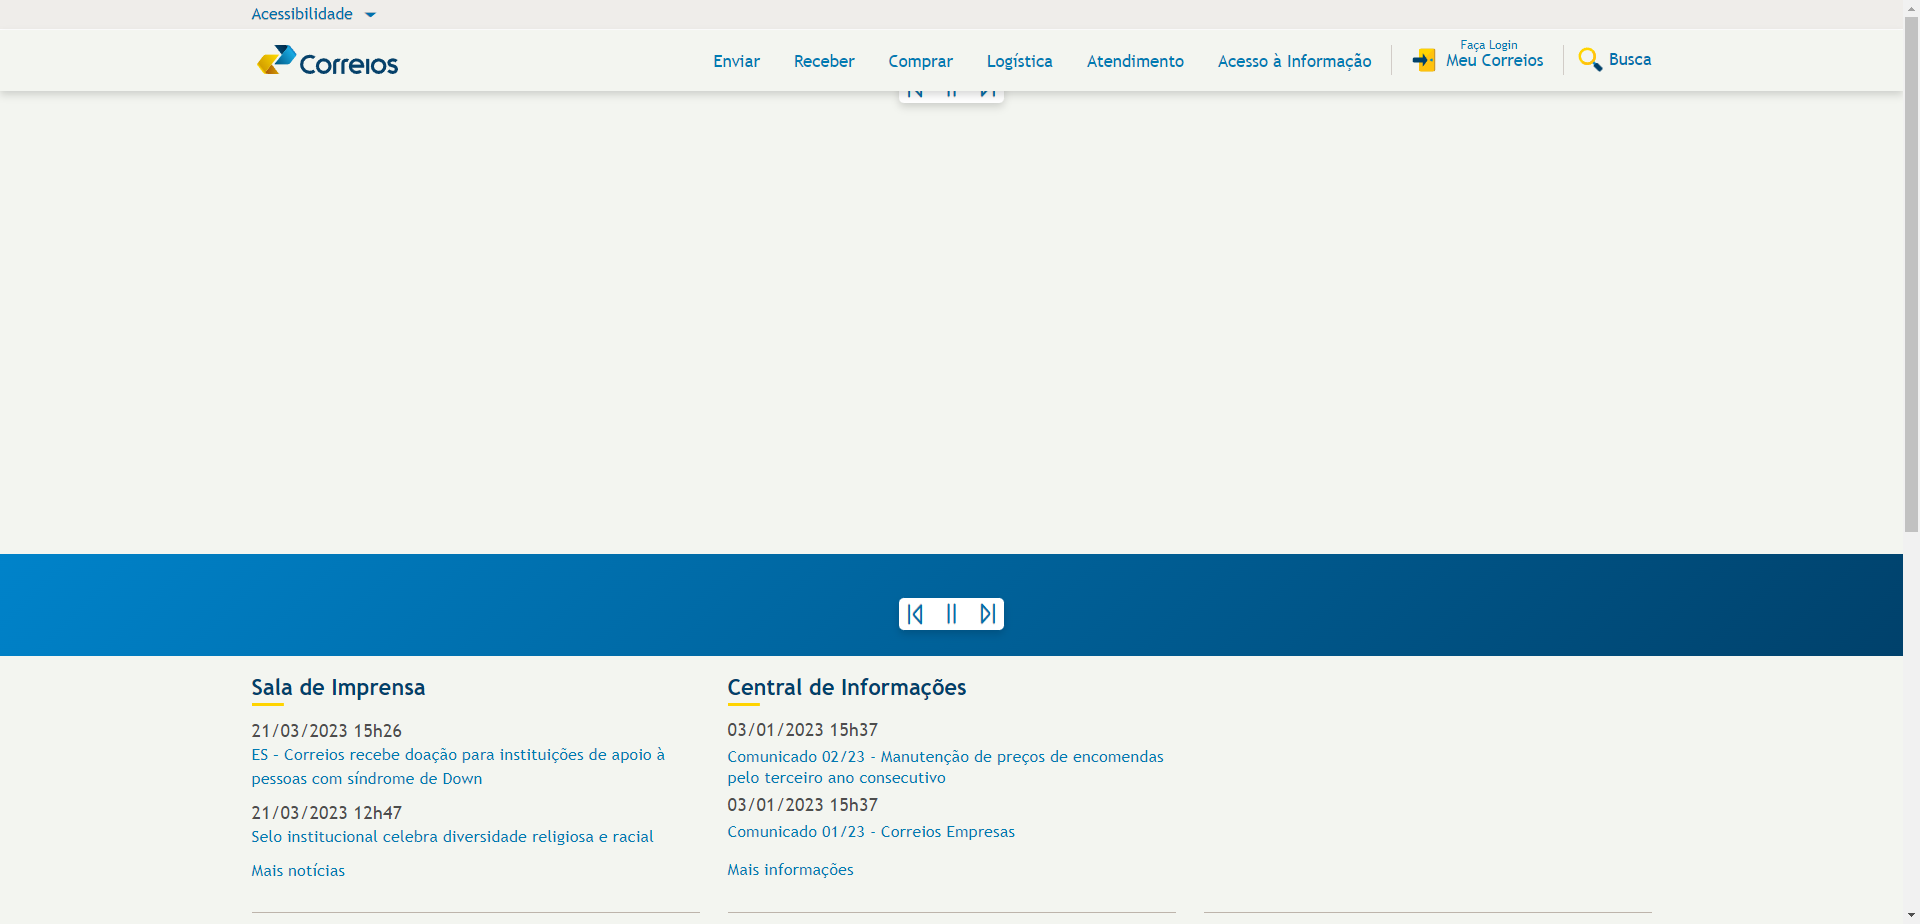 Acessibilidade
Correios
Enviar
Receber
Comprar
Logística
Atendimento
Acesso à Informação
Faça Login
Meu Correios
Busca
Sala de Imprensa
21/03/2023 15h26
ES – Correios recebe doação para instituições de apoio à
pessoas com síndrome de Down
21/03/2023 12h47
Selo institucional celebra diversidade religiosa e racial
Mais notícias
Central de Informações
03/01/2023 15h37
Comunicado 02/23 - Manutenção de preços de encomendas
pelo terceiro ano consecutivo
03/01/2023 15h37
Comunicado 01/23 - Correios Empresas
Mais informações